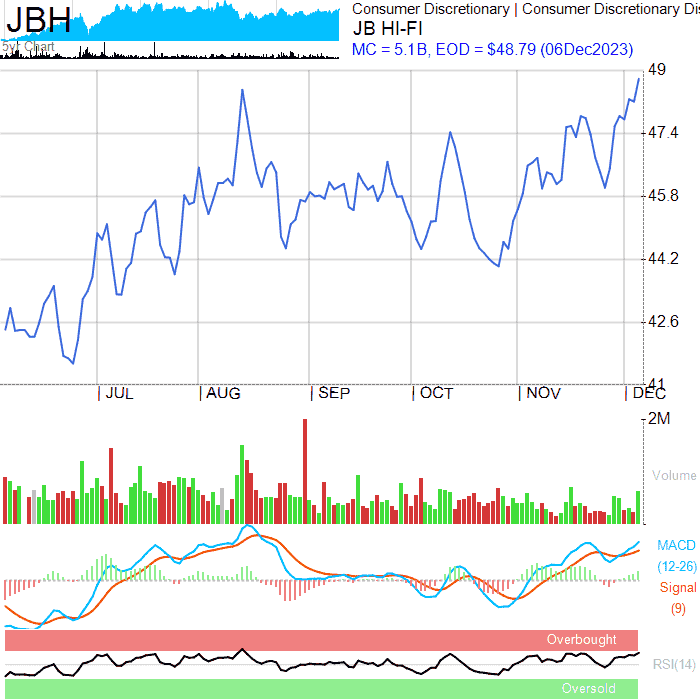 JBH
5yr Chart
Consumer Discretionary | Consumer Discretionary Dis
JB HI-FI
MC = 5.1B, EOD = $48.79 (06Dec2023)
49
47.4
45.8
44.2
42.6
41
JUL
AUG
SEP
OCT
NOV
DEC
2M
Volume
MACD
(12-26)
Signal
(9)
Overbought
RSI(14)
Oversold